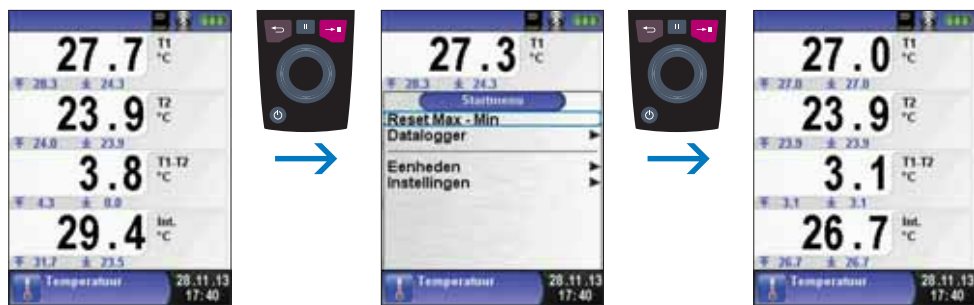 27.7 T1 °C
28.3 24.3
23.9 T2 °C
24.0 23.9
3.8 T1-T2 °C
4.3 0.0
29.4 Int. °C
31.7 23.5
Temperatuur 28.11.13
17:40
27.3 T1 °C
28.3 24.3
Startmenu
Reset Max - Min
Datalogger
Eenheden
Instellingen
Temperatuur 28.11.13
17:40
27.0 T1 °C
27.0 27.0
23.9 T2 °C
23.9 23.9
3.1 T1-T2 °C
3.1 3.1
26.7 Int. °C
26.7 26.7
Temperatuur 28.11.13
17:40